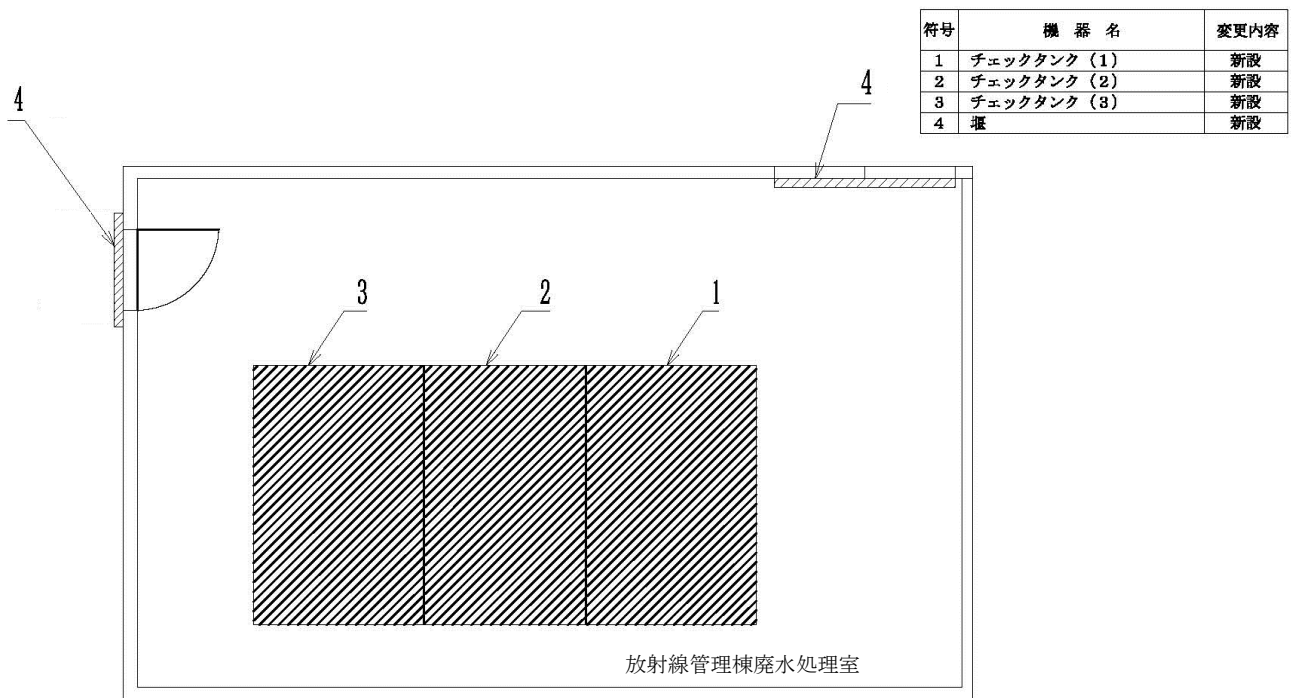 符号 機 器 名 変更内容
1 チェックタンク(1) 新設
2 チェックタンク(2) 新設
3 チェックタンク(3) 新設
4 堰 新設
4
4
3
2
1
放射線管理棟廃水処理室